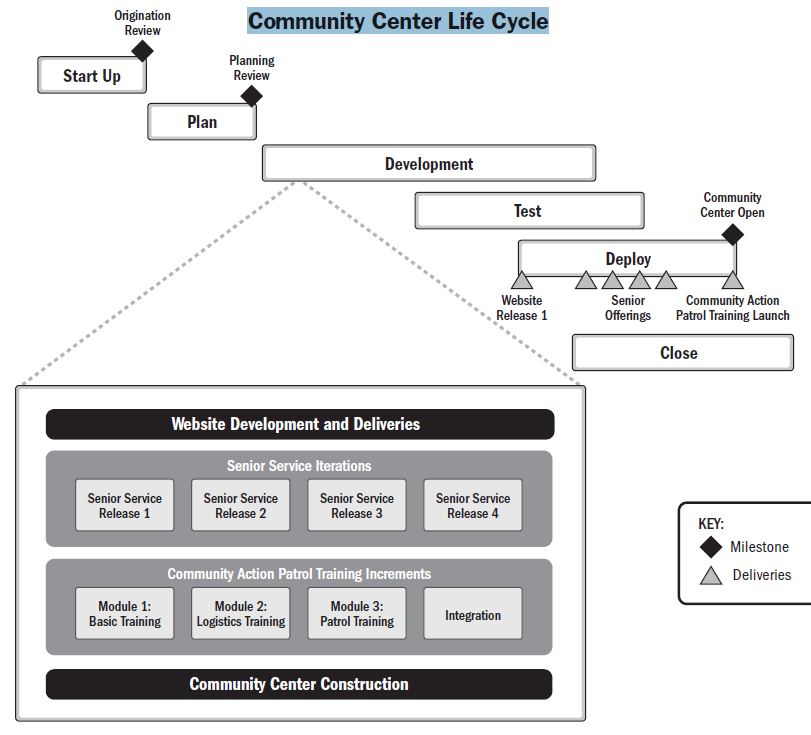 Community Center Life Cycle
Origination
Review
Start Up
Planning
Review
Plan
Development
Test
Community
Center Open
Deploy
Website
Release 1
Senior
Offerings
Community Action
Patrol Training Launch
Close
Website Development and Deliveries
Senior Service Iterations
Senior Service
Release 1
Senior Service
Release 2
Senior Service
Release 3
Senior Service
Release 4
Community Action Patrol Training Increments
Module 1:
Basic Training
Module 2:
Logistics Training
Module 3:
Patrol Training
Integration
Community Center Construction
KEY:
Milestone
Deliveries